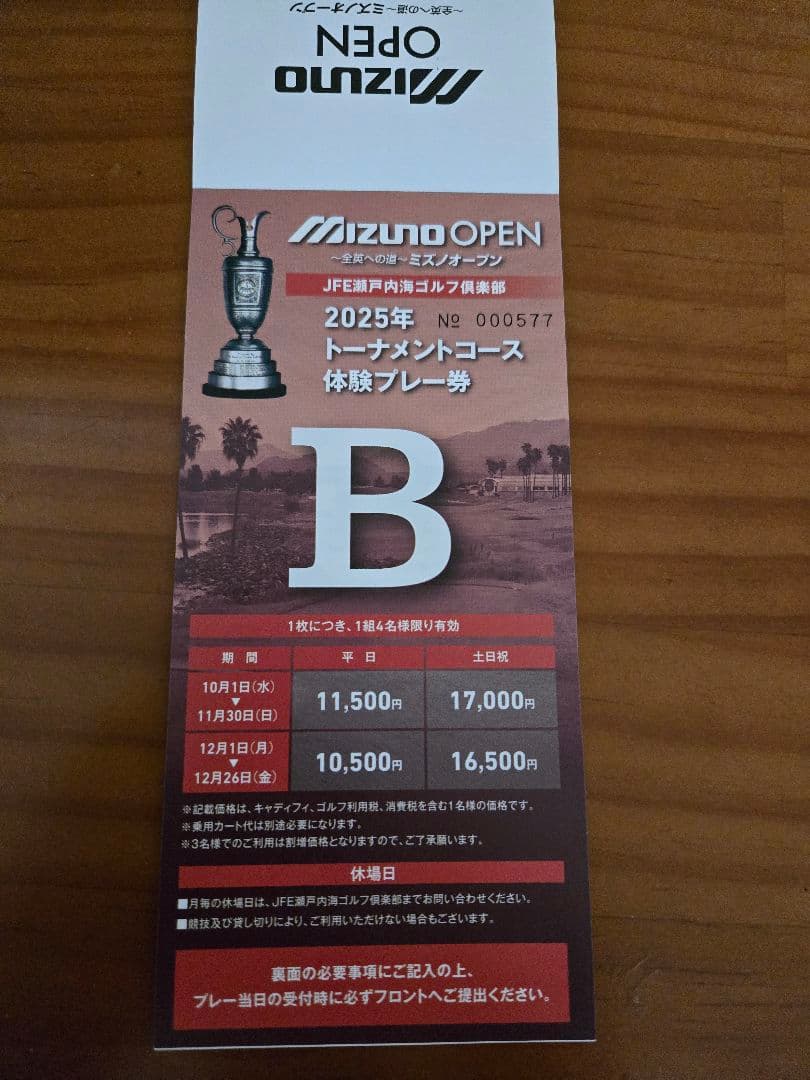 ～全英への道～ミズノオープン
OPEN
MIZUNO
MIZUNO OPEN
～全英への道～ミズノオープン
JFE瀬戸内海ゴルフ倶楽部
2025年 № 000577
トーナメントコース
体験プレー券
B
1枚につき、1組4名様限り有効
期間 平日 土日祝
10月1日(水)
▼
11月30日(日)
11,500円 17,000円
12月1日(月)
▼
12月26日(金)
10,500円 16,500円
※記載価格は、キャディフィ、ゴルフ利用税、消費税を含む1名様の価格です。
※乗用カート代は別途必要になります。
※3名様でのご利用は割増価格となりますので、ご了承願います。
休場日
■月毎の休場日は、JFE瀬戸内海ゴルフ倶楽部までお問い合わせください。
■競技及び貸し切りにより、ご利用いただけない場合もございます。
裏面の必要事項にご記入の上、
プレー当日の受付時に必ずフロントへご提出ください。